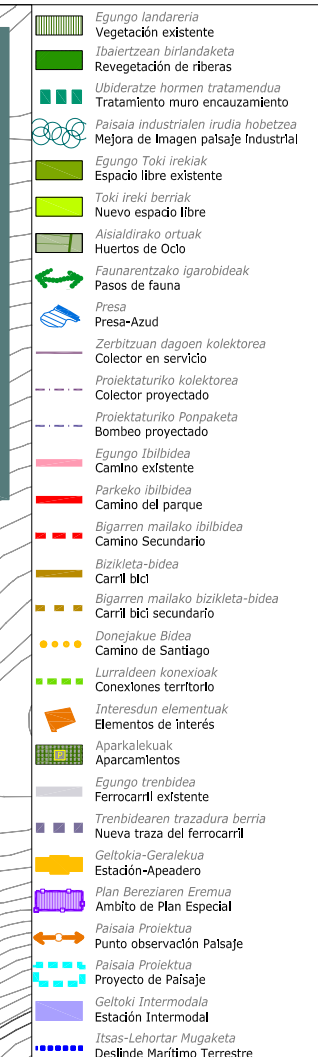 Egungo landareria
Vegetación existente
Ibaiertzean birlandaketa
Revegetación de riberas
Ubideratze hormen tratamendua
Tratamiento muro encauzamiento
Paisaia industrialen irudia hobetzea
Mejora de Imagen paisaje Industrial
Egungo Toki irekiak
Espacio libre existente
Toki ireki berriak
Nuevo espacio libre
Aisialdirako ortuak
Huertos de Ocio
Faunarentzako igarobideak
Pasos de fauna
Presa
Presa-Azud
Zerbitzuan dagoen kolektorea
Colector en servicio
Proiektaturiko kolektorea
Colector proyectado
Proiektaturiko Ponpaketa
Bombeo proyectado
Egungo Ibilbidea
Camino existente
Parkeko ibilbidea
Camino del parque
Bigarren mailako ibilbidea
Camino Secundario
Bizikleta-bidea
Carril bici
Bigarren mailako bizikleta-bidea
Carril bici secundario
Donejakue Bidea
Camino de Santiago
Lurraldeen konexioak
Conexiones territorio
Interesdun elementuak
Elementos de interés
Aparkalekuak
P
Aparcamientos
Egungo trenbidea
Ferrocarril existente
Trenbidearen trazadura berria
Nueva traza del ferrocarril
Geltokia-Geralekua
Estación-Apeadero
Plan Bereziaren Eremua
Ambito de Plan Especial
Paisaia Proiektua
Punto observación Paisaje
Paisaia Proiektua
Proyecto de Paisaje
Geltoki Intermodala
Estación Intermodal
Itsas-Lehortar Mugaketa
Deslinde Marítimo Terrestre